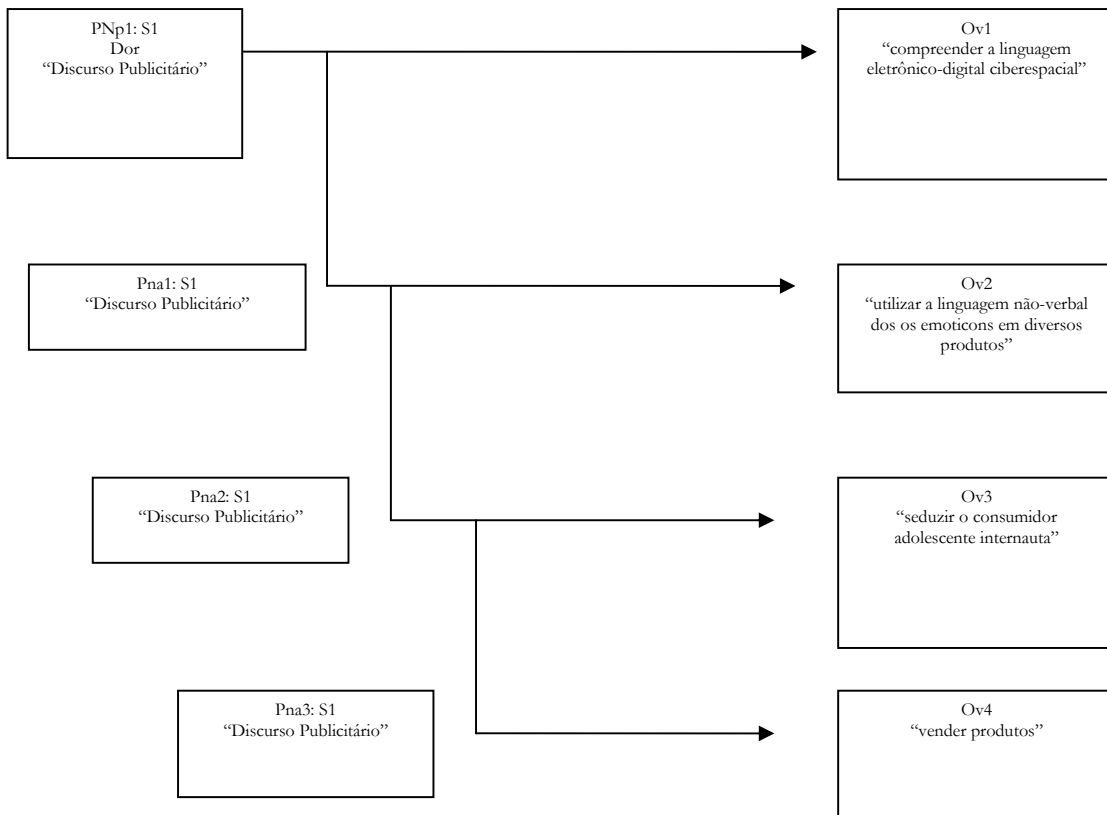 PNp1: S1
Dor
“Discurso Publicitário”
Ov1
“compreender a linguagem
eletrônico-digital ciberespacial”
Pna1: S1
“Discurso Publicitário”
Ov2
“utilizar a linguagem não-verbal
dos os emoticons em diversos
produtos”
Pna2: S1
“Discurso Publicitário”
Ov3
“seduzir o consumidor
adolescente internauta”
Pna3: S1
“Discurso Publicitário”
Ov4
“vender produtos”